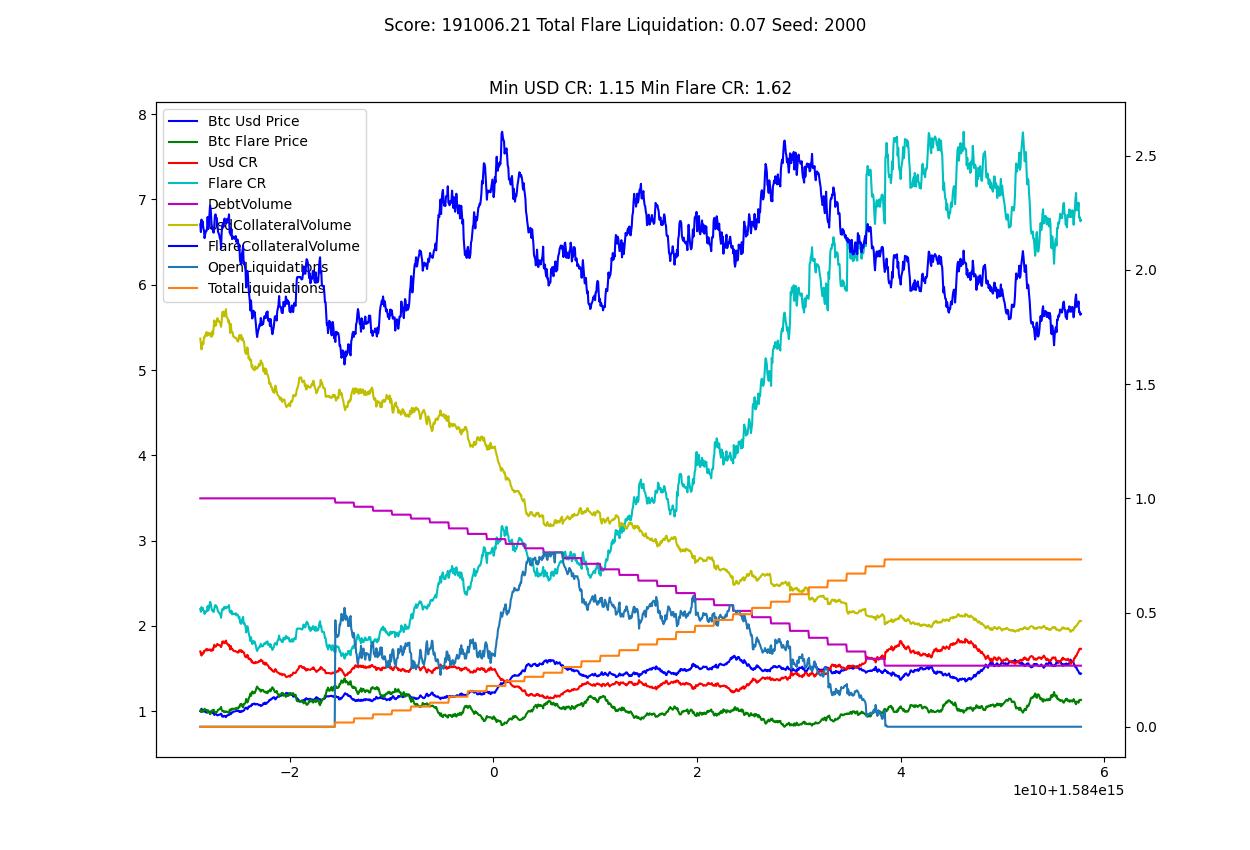 Score: 191006.21 Total Flare Liquidation: 0.07 Seed: 2000
Min USD CR: 1.15 Min Flare CR: 1.62
Btc Usd Price
Btc Flare Price
Usd CR
Flare CR
DebtVolume
UsdCollateralVolume
FlareCollateralVolume
OpenLiquidations
TotalLiquidations
8
7
6
5
4
3
2
1
2.5
2.0
1.5
1.0
0.5
0.0
−2
0
2
4
6
1e10+1.584e15